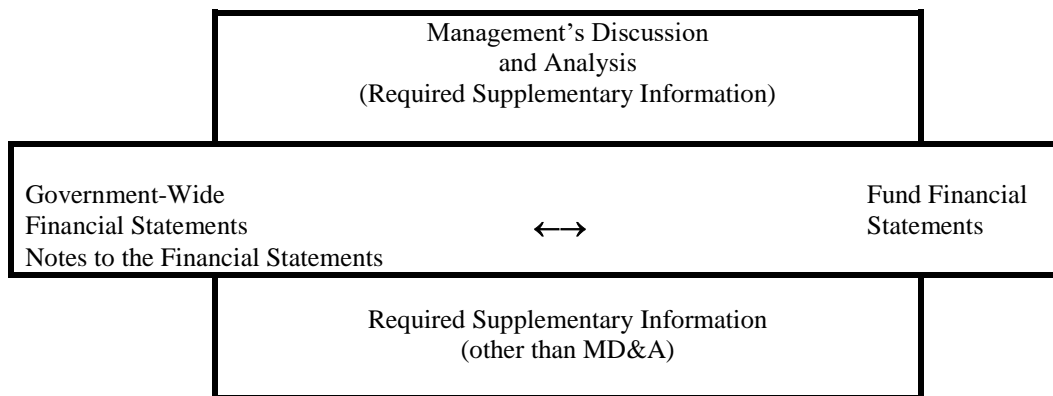 Management’s Discussion
and Analysis
(Required Supplementary Information)
Government-Wide
Financial Statements
Notes to the Financial Statements
←→
Fund Financial
Statements
Required Supplementary Information
(other than MD&A)